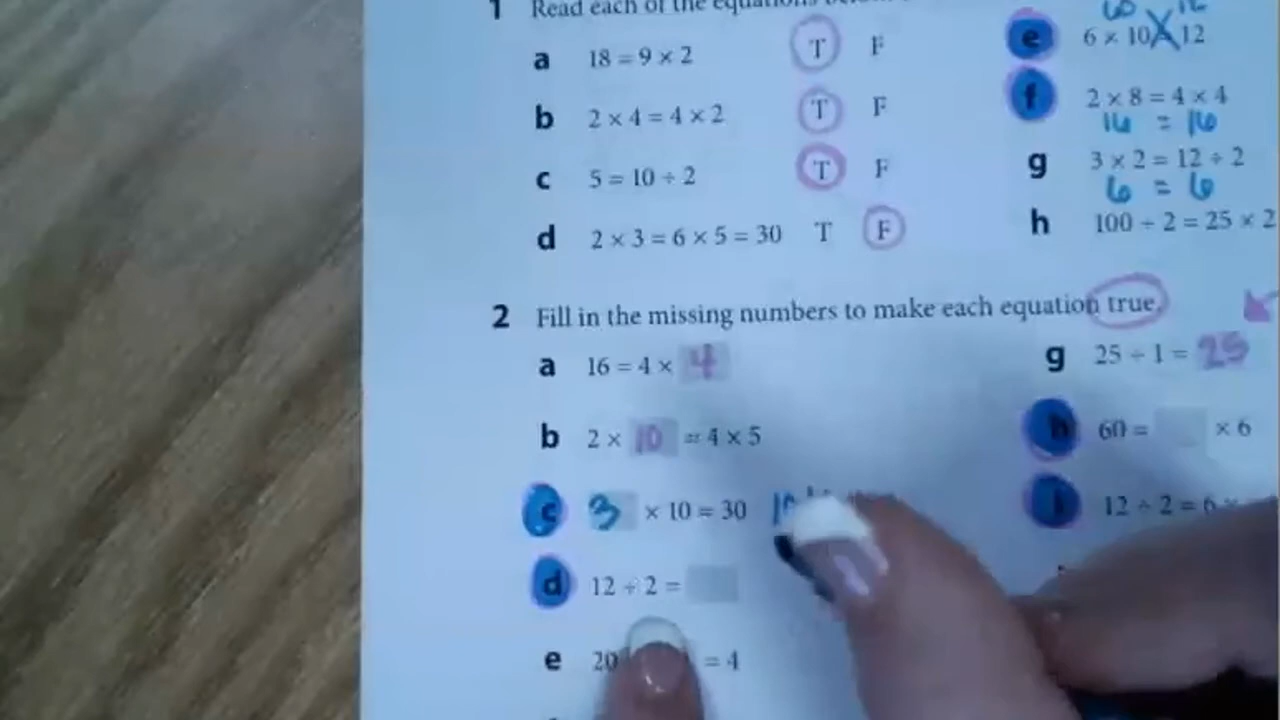 1 Read each of the equations
a 18 = 9 × 2 T F
b 2 × 4 = 4 × 2 T F
c 5 = 10 ÷ 2 T F
d 2 × 3 = 6 × 5 = 30 T F
60 12
e 6 × 10 12
f 2 × 8 = 4 × 4
16 = 16
g 3 × 2 = 12 ÷ 2
6 = 6
h 100 ÷ 2 = 25 × 2
2 Fill in the missing numbers to make each equation true.
a 16 = 4 × 4
b 2 × 10 = 4 × 5
c 3 × 10 = 30 10
d 12 ÷ 2 =
e 20 = 4
g 25 ÷ 1 = 25
h 60 = × 6
i 12 ÷ 2 = 6